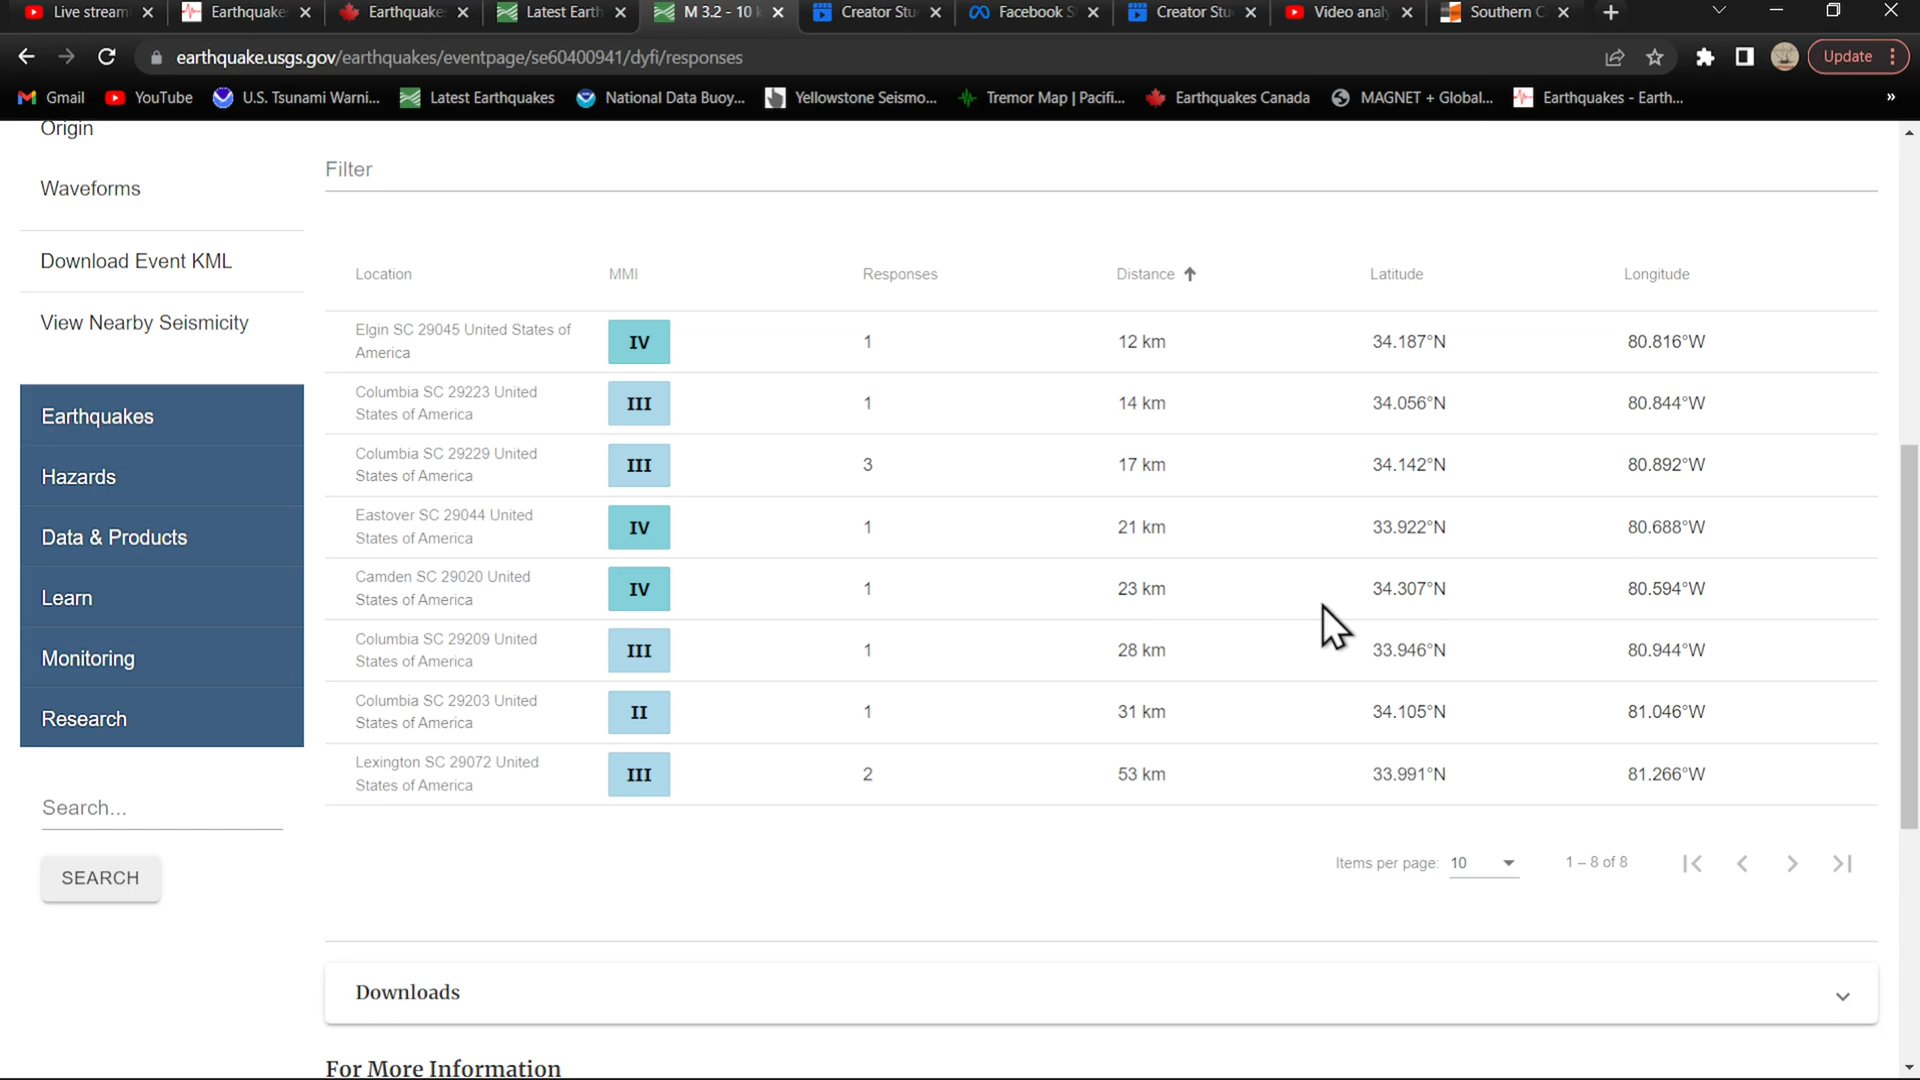 Live stream
Earthquake
Earthquake
Latest Earth
M 3.2 - 10 k
Creator Stu
Facebook S
Creator Stu
Video analy
Southern C
earthquake.usgs.gov/earthquakes/eventpage/se60400941/dyfi/responses
Update
Gmail
YouTube
U.S. Tsunami Warni...
Latest Earthquakes
National Data Buoy...
Yellowstone Seismo...
Tremor Map | Pacifi...
Earthquakes Canada
MAGNET + Global...
Earthquakes - Earth...
»
Origin
Waveforms
Download Event KML
View Nearby Seismicity
Earthquakes
Hazards
Data & Products
Learn
Monitoring
Research
Search...
SEARCH
Filter
Location MMI Responses Distance Latitude Longitude
Elgin SC 29045 United States of
America
IV 1 12 km 34.187°N 80.816°W
Columbia SC 29223 United
States of America
III 1 14 km 34.056°N 80.844°W
Columbia SC 29229 United
States of America
III 3 17 km 34.142°N 80.892°W
Eastover SC 29044 United
States of America
IV 1 21 km 33.922°N 80.688°W
Camden SC 29020 United
States of America
IV 1 23 km 34.307°N 80.594°W
Columbia SC 29209 United
States of America
III 1 28 km 33.946°N 80.944°W
Columbia SC 29203 United
States of America
II 1 31 km 34.105°N 81.046°W
Lexington SC 29072 United
States of America
III 2 53 km 33.991°N 81.266°W
Items per page: 10 1 – 8 of 8
Downloads
For More Information